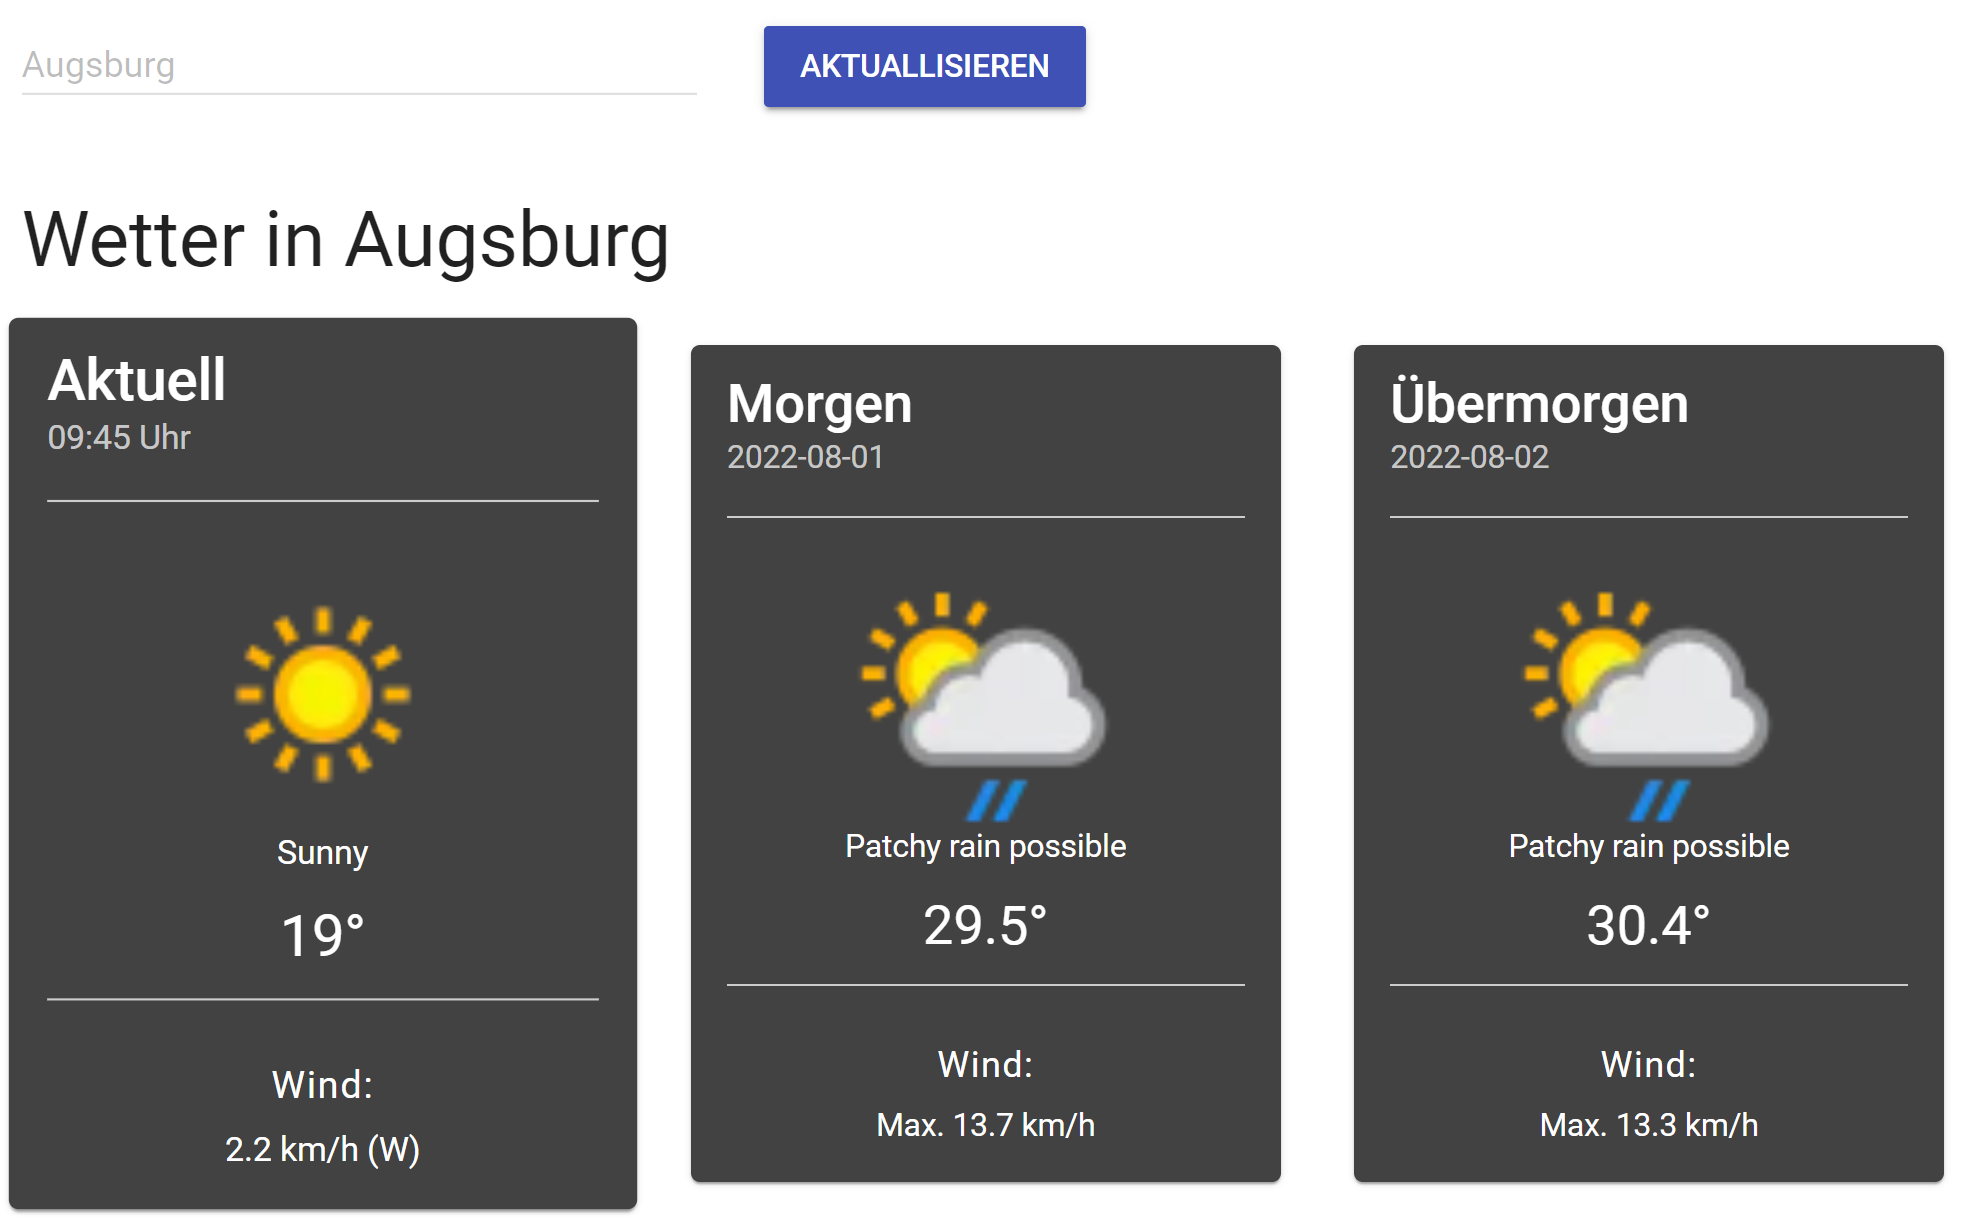 Augsburg
AKTUALLISIEREN
Wetter in Augsburg
Aktuell
09:45 Uhr
Sunny
19°
Wind:
2.2 km/h (W)
Morgen
2022-08-01
Patchy rain possible
29.5°
Wind:
Max. 13.7 km/h
Übermorgen
2022-08-02
Patchy rain possible
30.4°
Wind:
Max. 13.3 km/h